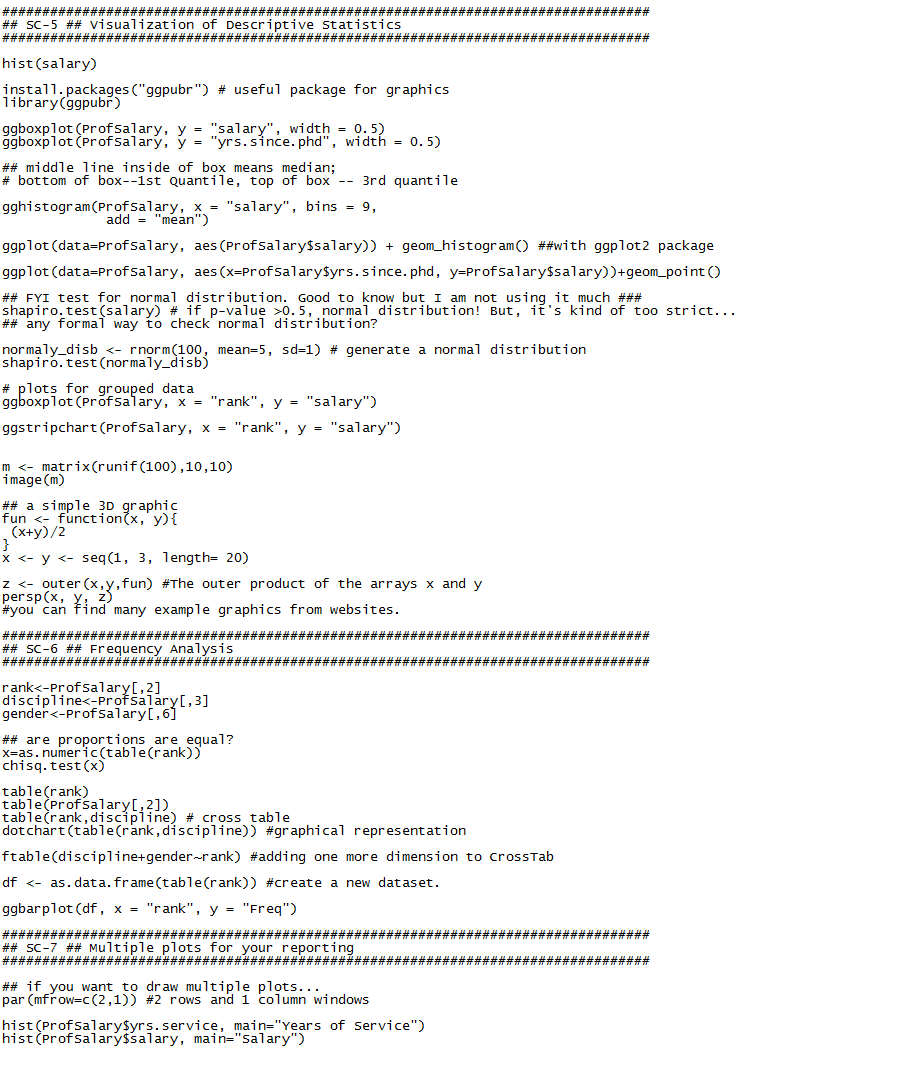 #################################################################################
## SC-5 ## Visualization of Descriptive Statistics
#################################################################################
hist(salary)
install.packages("ggpubr") # useful package for graphics
library(ggpubr)
ggboxplot(ProfSalary, y = "salary", width = 0.5)
ggboxplot(ProfSalary, y = "yrs.since.phd", width = 0.5)
## middle line inside of box means median;
# bottom of box--1st Quantile, top of box -- 3rd quantile
gghistogram(ProfSalary, x = "salary", bins = 9,
             add = "mean")
ggplot(data=ProfSalary, aes(ProfSalary$salary)) + geom_histogram() ##with ggplot2 package
ggplot(data=ProfSalary, aes(x=ProfSalary$yrs.since.phd, y=ProfSalary$salary))+geom_point()
## FYI test for normal distribution. Good to know but I am not using it much ###
shapiro.test(salary) # if p-value >0.5, normal distribution! But, it's kind of too strict...
## any formal way to check normal distribution?
normaly_disb <- rnorm(100, mean=5, sd=1) # generate a normal distribution
shapiro.test(normaly_disb)
# plots for grouped data
ggboxplot(ProfSalary, x = "rank", y = "salary")
ggstripchart(ProfSalary, x = "rank", y = "salary")
m <- matrix(runif(100),10,10)
image(m)
## a simple 3D graphic
fun <- function(x, y){
 (x+y)/2
}
x <- y <- seq(1, 3, length= 20)
z <- outer(x,y,fun) #The outer product of the arrays x and y
persp(x, y, z)
#you can find many example graphics from websites.
#################################################################################
## SC-6 ## Frequency Analysis
#################################################################################
rank<-ProfSalary[,2]
discipline<-ProfSalary[,3]
gender<-ProfSalary[,6]
## are proportions are equal?
x=as.numeric(table(rank))
chisq.test(x)
table(rank)
table(ProfSalary[,2])
table(rank,discipline) # cross table
dotchart(table(rank,discipline)) #graphical representation
ftable(discipline+gender~rank) #adding one more dimension to CrossTab
df <- as.data.frame(table(rank)) #create a new dataset.
ggbarplot(df, x = "rank", y = "Freq")
#################################################################################
## SC-7 ## Multiple plots for your reporting
#################################################################################
## if you want to draw multiple plots...
par(mfrow=c(2,1)) #2 rows and 1 column windows
hist(ProfSalary$yrs.service, main="Years of Service")
hist(ProfSalary$salary, main="Salary")